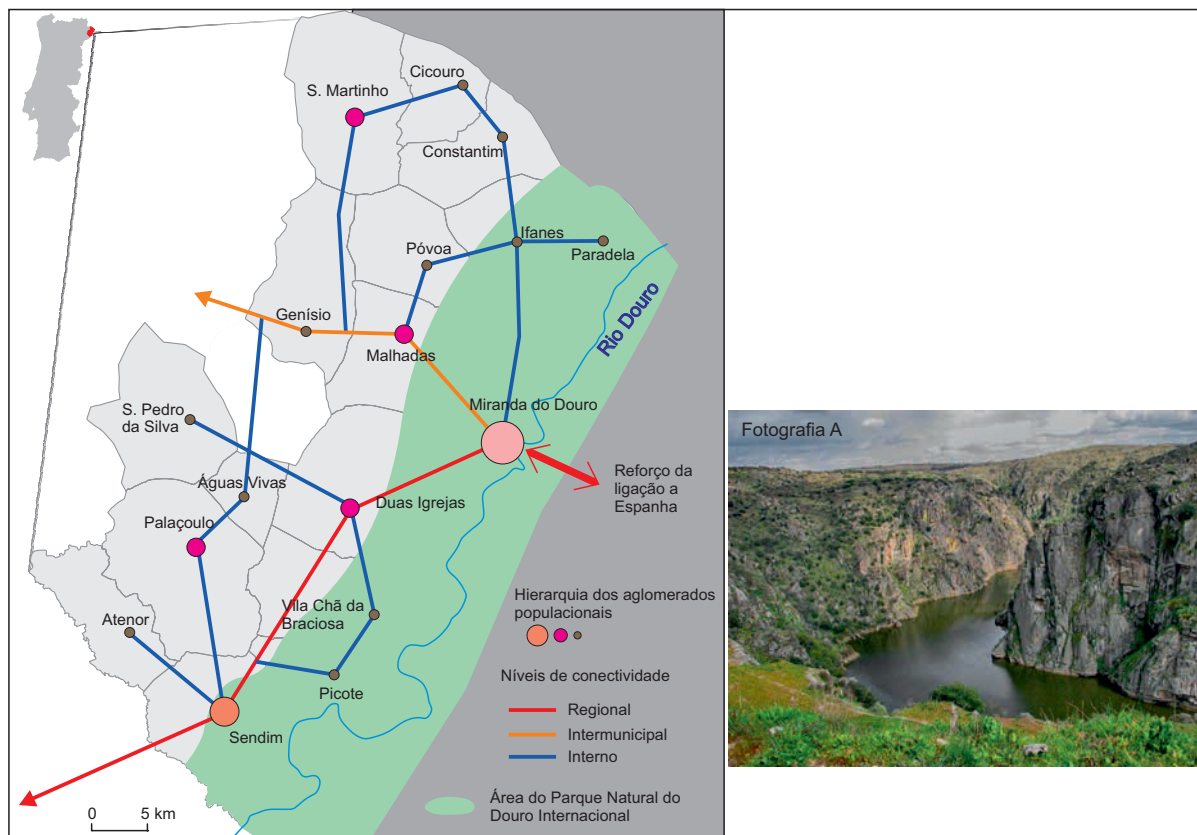 Cicouro
S. Martinho
Constantim
Ifanes
Póvoa
Paradela
Genísio
Malhadas
Rio Douro
Miranda do Douro
S. Pedro
da Silva
Águas Vivas
Duas Igrejas
Palaçoulo
Reforço da
ligação a
Espanha
Vila Chã da
Braciosa
Atenor
Picote
Sendim
Hierarquia dos aglomerados
populacionais
Níveis de conectividade
Regional
Intermunicipal
Interno
Área do Parque Natural do
Douro Internacional
0 5 km
Fotografia A